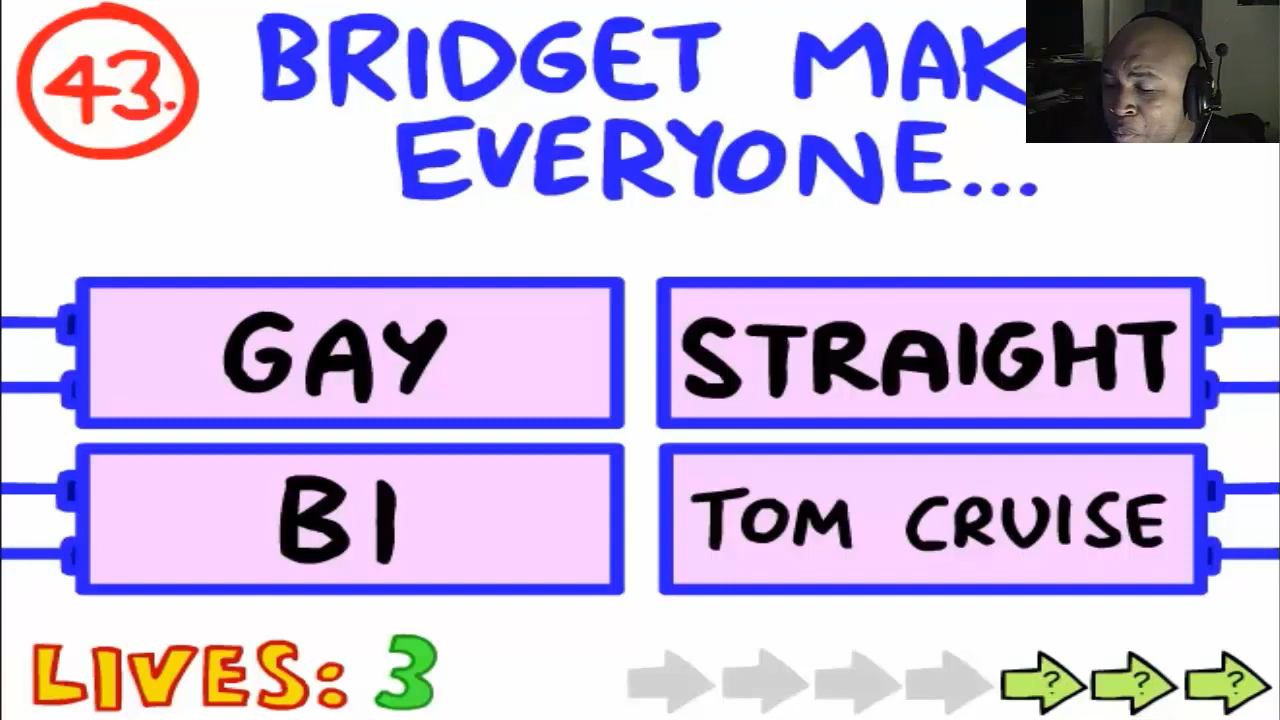 43.
BRIDGET MAK
EVERYONE...
GAY
STRAIGHT
BI
TOM CRUISE
LIVES: 3
? ? ?